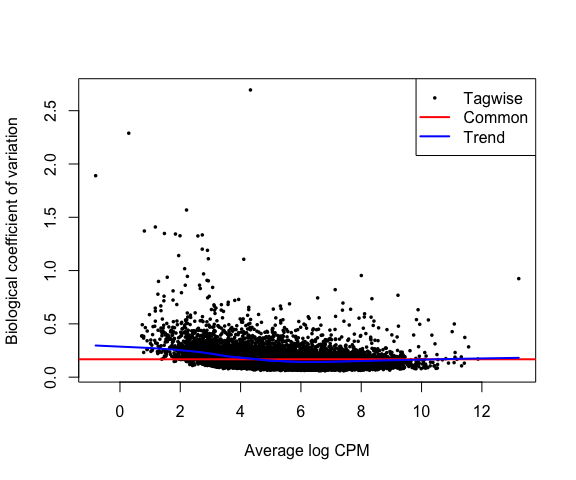 Tagwise
Common
Trend
Biological coefficient of variation
2.5
2.0
1.5
1.0
0.5
0.0
0 2 4 6 8 10 12
Average log CPM